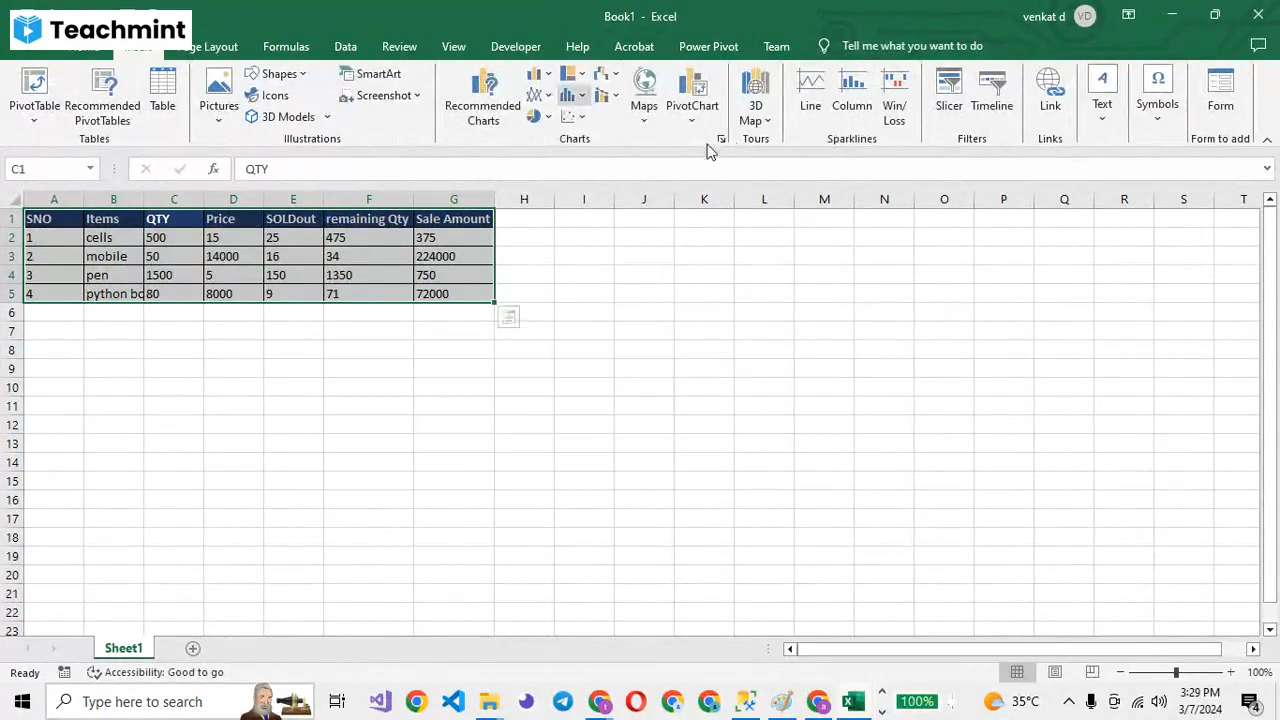 Teachmint
Book1 - Excel
venkat d
VD
Page Layout
Formulas
Data
Review
View
Developer
Help
Acrobat
Power Pivot
Team
Tell me what you want to do
PivotTable
Recommended
PivotTables
Table
Pictures
Shapes
Icons
3D Models
SmartArt
Screenshot
Recommended
Charts
Maps
PivotChart
3D
Map
Line
Column
Win/
Loss
Slicer
Timeline
Link
Text
Symbols
Form
Tables
Illustrations
Charts
Tours
Sparklines
Filters
Links
Form to add
C1
fx
QTY
A B C D E F G H I J K L M N O P Q R S T
1 SNO Items QTY Price SOLDout remaining Qty Sale Amount
2 1 cells 500 15 25 475 375
3 2 mobile 50 14000 16 34 224000
4 3 pen 1500 5 150 1350 750
5 4 python bo 80 8000 9 71 72000
6
7
8
9
10
11
12
13
14
15
16
17
18
19
20
21
22
23
Sheet1
Ready
Accessibility: Good to go
100%
Type here to search
100%
35°C
3:29 PM
3/7/2024
4